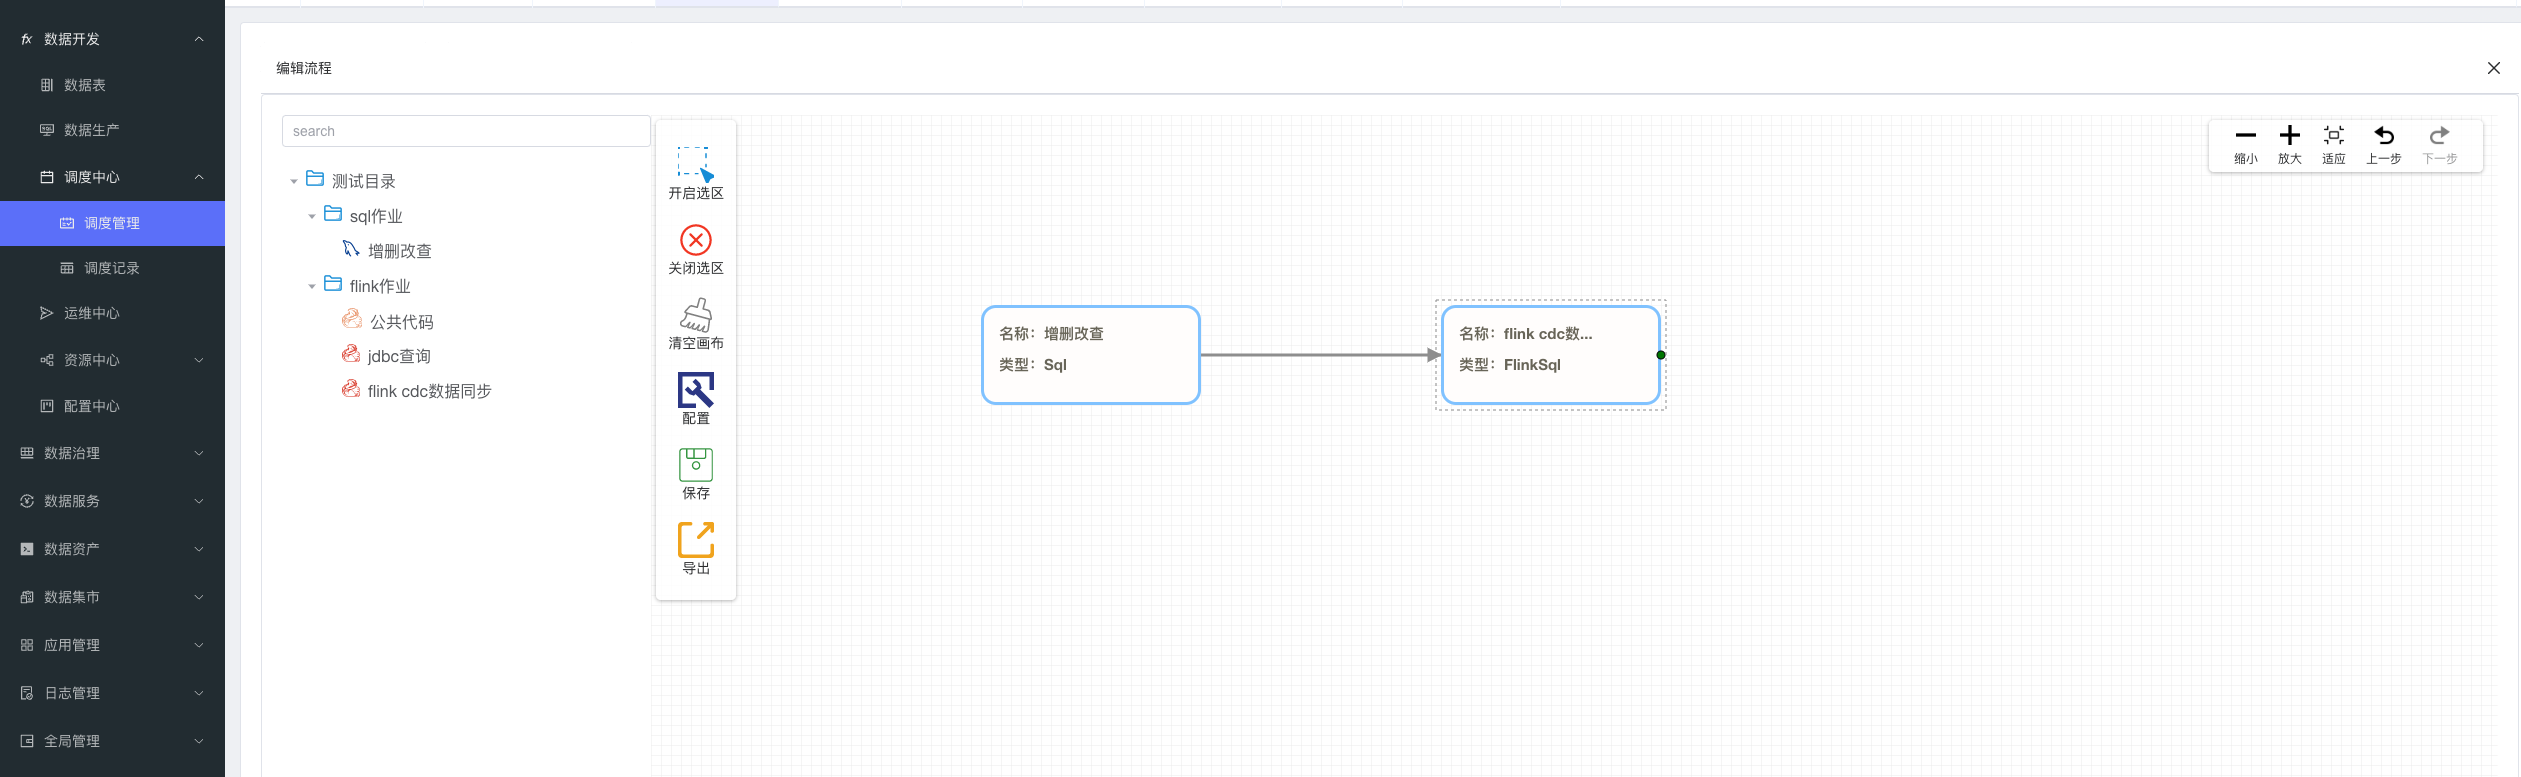 数据开发
数据表
数据生产
调度中心
调度管理
调度记录
运维中心
资源中心
配置中心
数据治理
数据服务
数据资产
数据集市
应用管理
日志管理
全局管理
编辑流程
search
测试目录
sql作业
增删改查
flink作业
公共代码
jdbc查询
flink cdc数据同步
开启选区
关闭选区
清空画布
配置
保存
导出
名称：增删改查
类型：Sql
名称：flink cdc数...
类型：FlinkSql
缩小 放大 适应 上一步 下一步